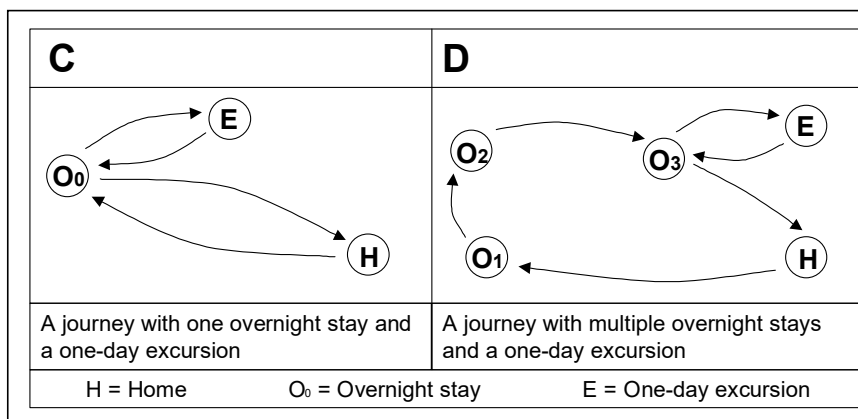 C
D
E
O₀
H
O₂
O₃
E
O₁
H
A journey with one overnight stay and
a one-day excursion
A journey with multiple overnight stays
and a one-day excursion
H = Home O₀ = Overnight stay E = One-day excursion